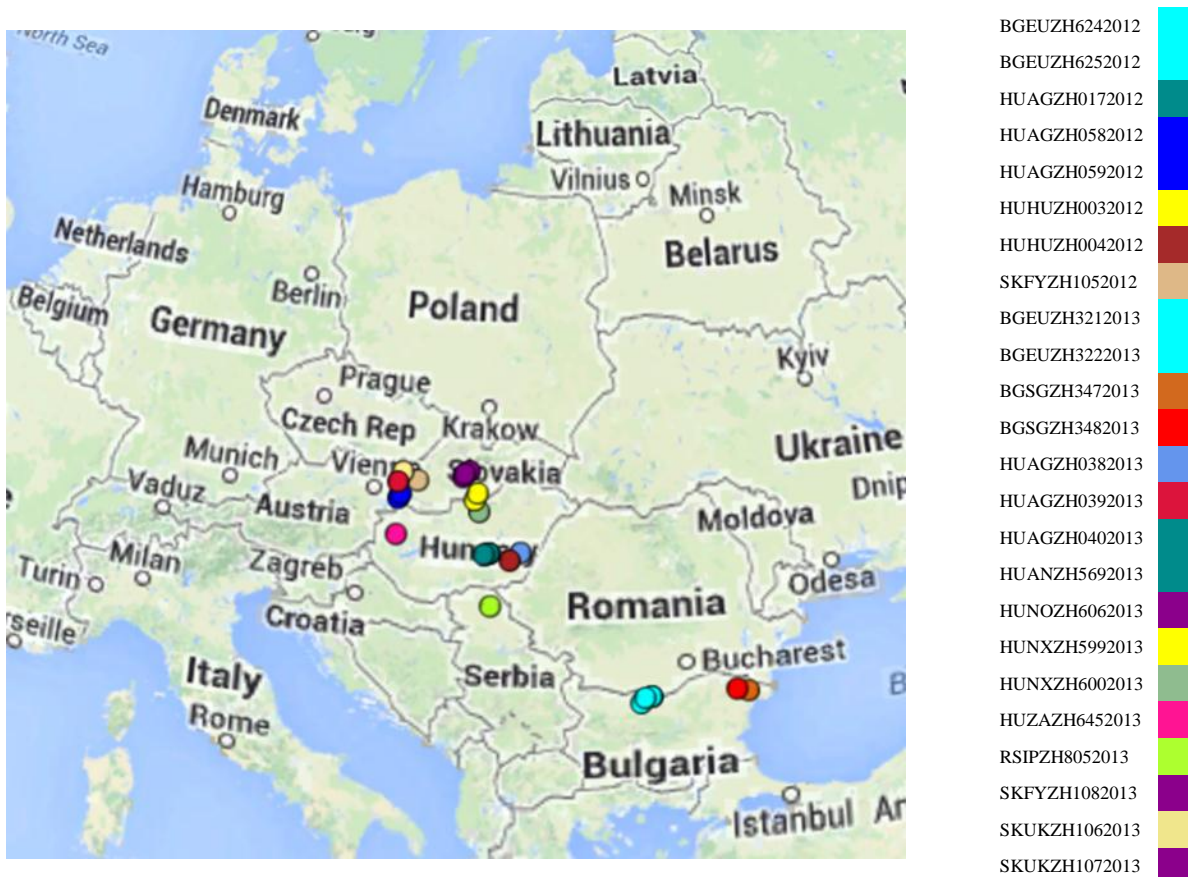 North Sea
Latvia
Denmark
Lithuania
Vilnius
Hamburg
Minsk
Netherlands
Belarus
Berlin
Belgium
Poland
Germany
Kyiv
Prague
Czech Rep
Krakow
Ukraine
Munich
Vienna
Slovakia
Vaduz
Dnip
Austria
Moldova
Milan
Hungary
Turin
Zagreb
Odesa
Romania
Croatia
rseille
Bucharest
Italy
Serbia
B
Rome
Bulgaria
Istanbul
An
BGEUZH6242012
BGEUZH6252012
HUAGZH0172012
HUAGZH0582012
HUAGZH0592012
HUHUZH0032012
HUHUZH0042012
SKFYZH1052012
BGEUZH3212013
BGEUZH3222013
BGSGZH3472013
BGSGZH3482013
HUAGZH0382013
HUAGZH0392013
HUAGZH0402013
HUANZH5692013
HUNOZH6062013
HUNXZH5992013
HUNXZH6002013
HUZAZH6452013
RSIPZH8052013
SKFYZH1082013
SKUKZH1062013
SKUKZH1072013